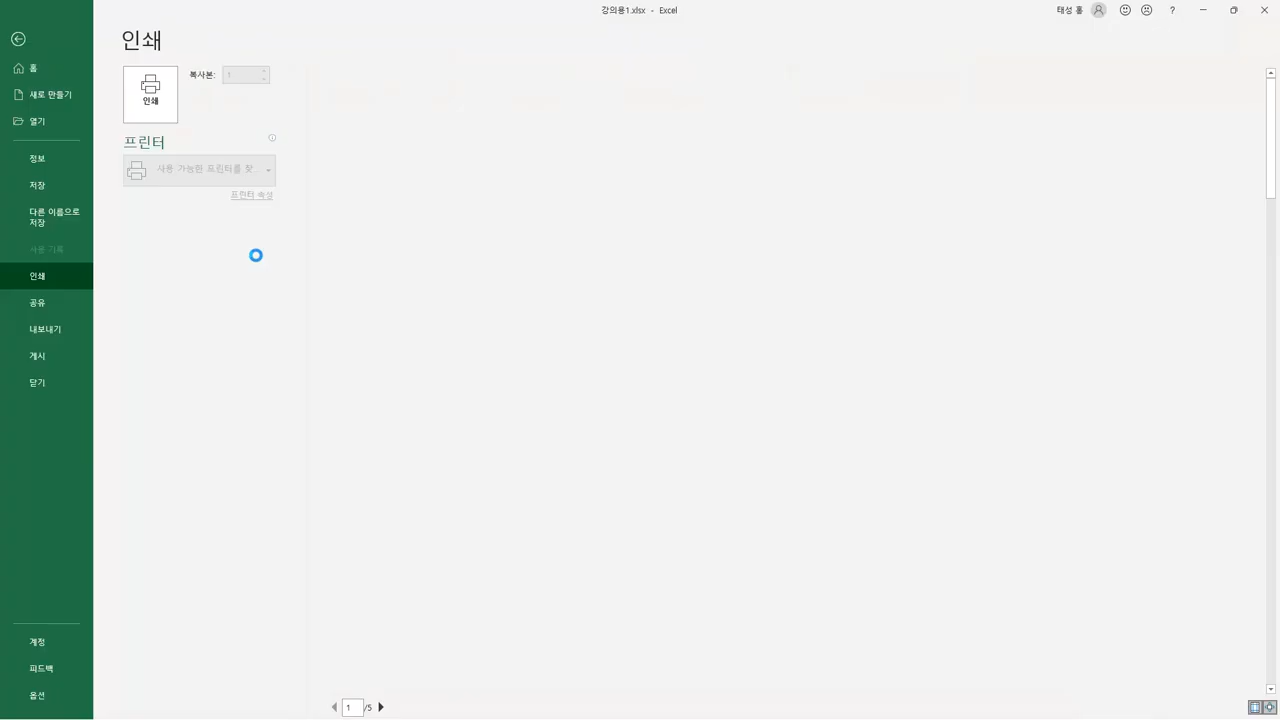 강의용1.xlsx - Excel
태성 홍
?
인쇄
홈
새로 만들기
열기
정보
저장
다른 이름으로
저장
사용 기록
인쇄
공유
내보내기
게시
닫기
계정
피드백
옵션
인쇄
복사본: 1
프린터
사용 가능한 프린터를 찾...
프린터 속성
1 /5